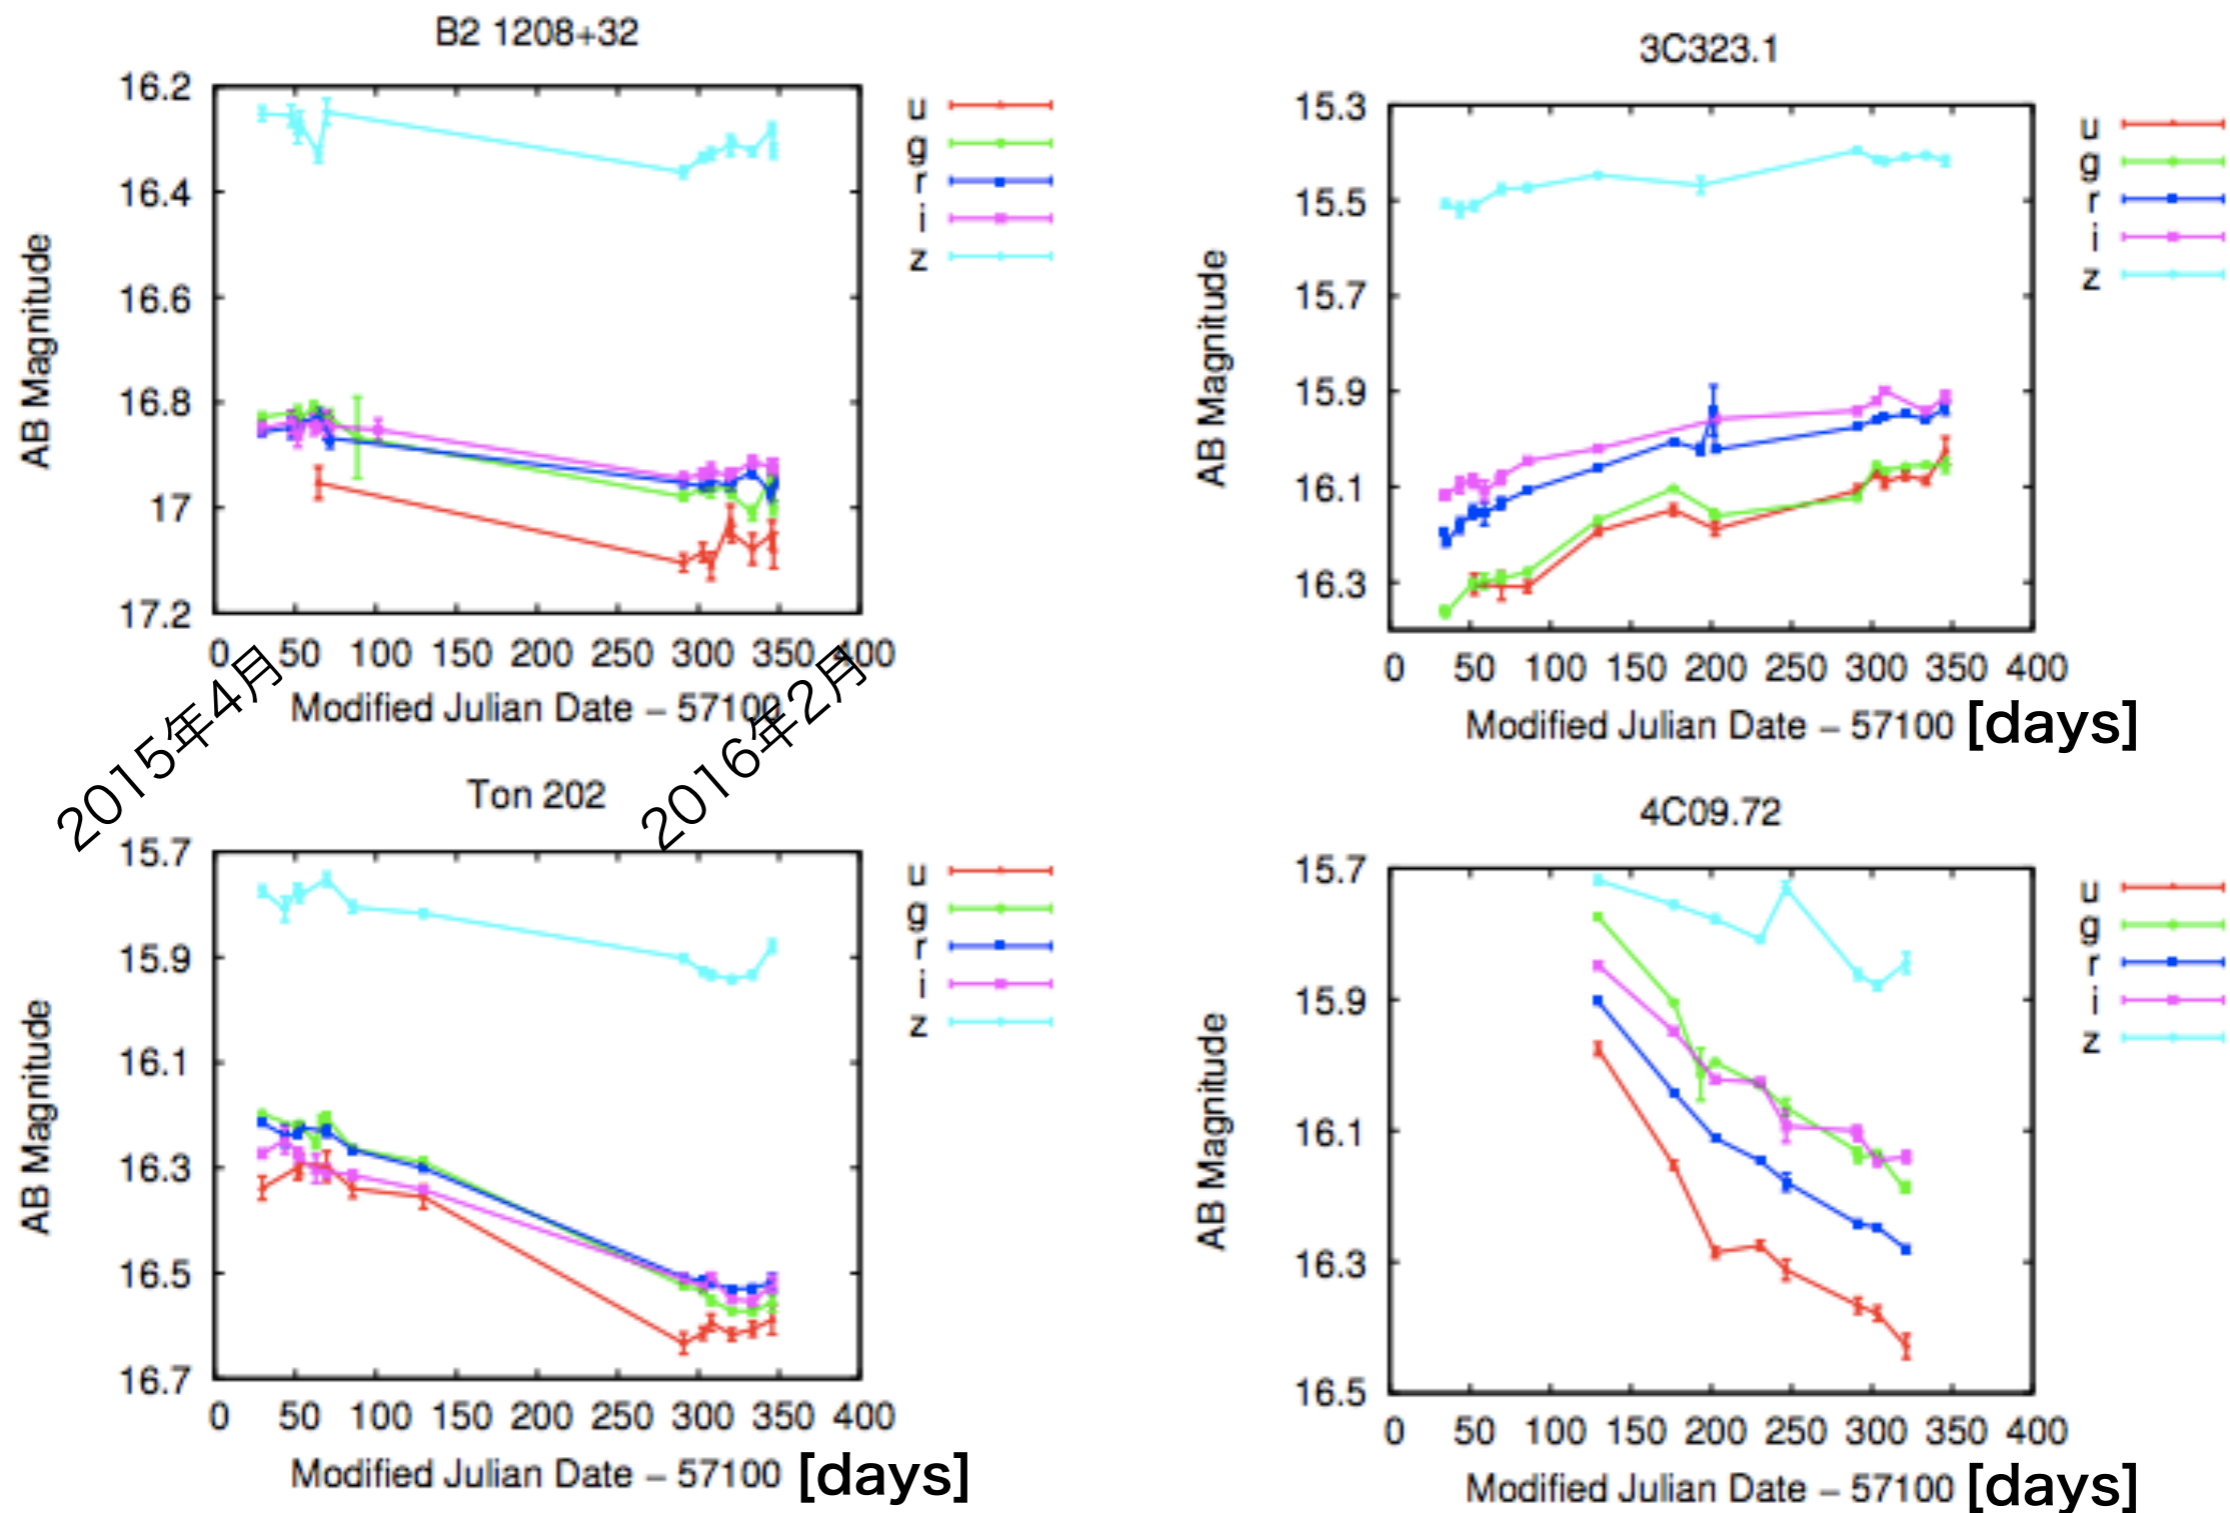 B2 1208+32
16.2
16.4
16.6
16.8
17
17.2
AB Magnitude
0 50 100 150 200 250 300 350 400
Modified Julian Date – 57100
u
g
r
i
z
2015年4月
2016年2月
3C323.1
15.3
15.5
15.7
15.9
16.1
16.3
AB Magnitude
0 50 100 150 200 250 300 350 400
Modified Julian Date – 57100 [days]
u
g
r
i
z
Ton 202
15.7
15.9
16.1
16.3
16.5
16.7
AB Magnitude
0 50 100 150 200 250 300 350 400
Modified Julian Date – 57100 [days]
u
g
r
i
z
4C09.72
15.7
15.9
16.1
16.3
16.5
AB Magnitude
0 50 100 150 200 250 300 350 400
Modified Julian Date – 57100 [days]
u
g
r
i
z